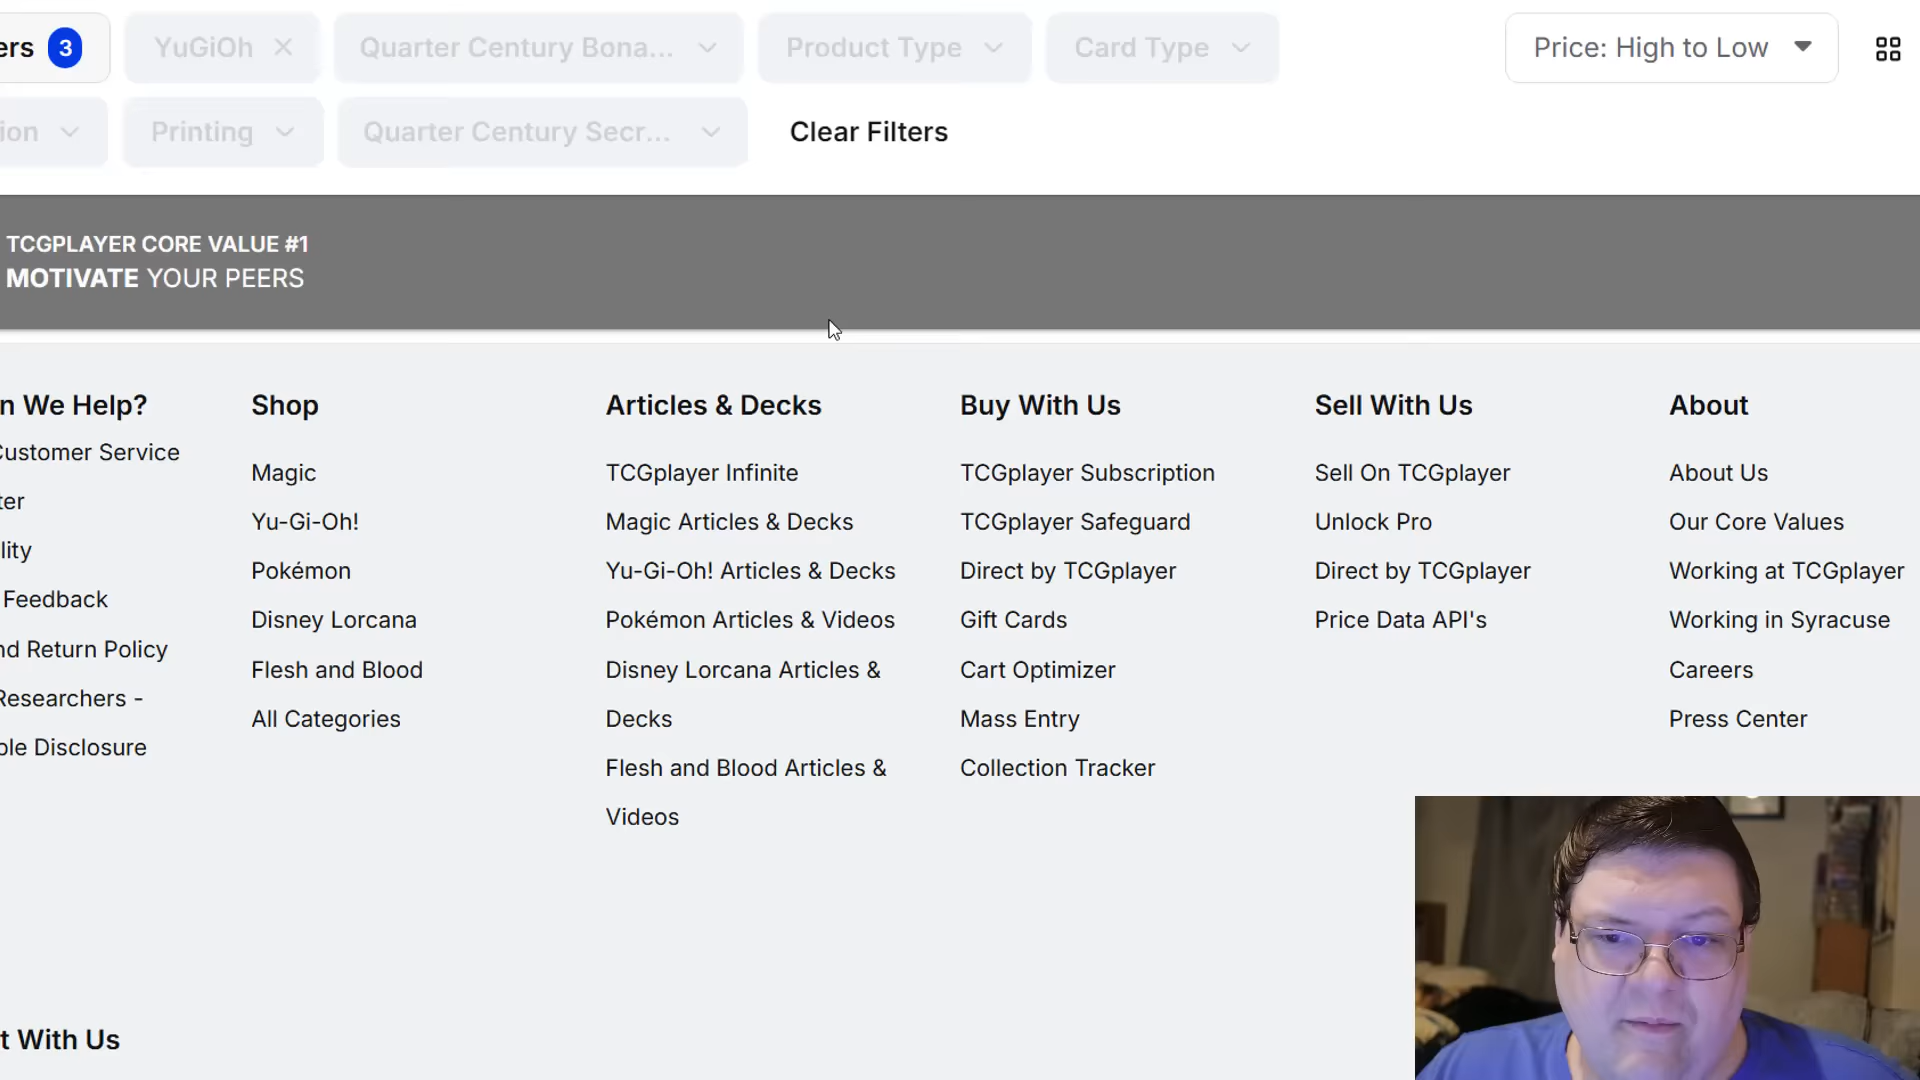 ers 3 YuGiOh Quarter Century Bona... Product Type Card Type Price: High to Low
ion Printing Quarter Century Secr... Clear Filters
TCGPLAYER CORE VALUE #1
MOTIVATE YOUR PEERS
n We Help?
Customer Service
ter
lity
Feedback
nd Return Policy
Researchers -
ble Disclosure
Shop
Magic
Yu-Gi-Oh!
Pokémon
Disney Lorcana
Flesh and Blood
All Categories
Articles & Decks
TCGplayer Infinite
Magic Articles & Decks
Yu-Gi-Oh! Articles & Decks
Pokémon Articles & Videos
Disney Lorcana Articles &
Decks
Flesh and Blood Articles &
Videos
Buy With Us
TCGplayer Subscription
TCGplayer Safeguard
Direct by TCGplayer
Gift Cards
Cart Optimizer
Mass Entry
Collection Tracker
Sell With Us
Sell On TCGplayer
Unlock Pro
Direct by TCGplayer
Price Data API's
About
About Us
Our Core Values
Working at TCGplayer
Working in Syracuse
Careers
Press Center
t With Us